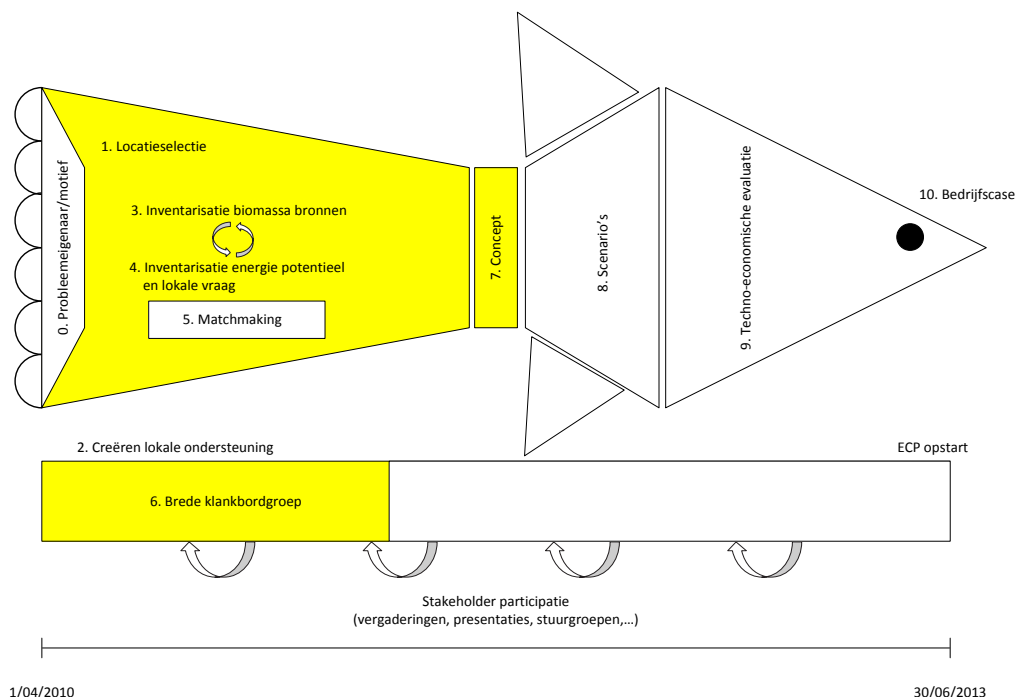 0. Probleemeigenaar/motief
1. Locatieselectie
3. Inventarisatie biomassa bronnen
4. Inventarisatie energie potentieel
en lokale vraag
5. Matchmaking
7. Concept
8. Scenario's
9. Techno-economische evaluatie
10. Bedrijfscase
2. Creëren lokale ondersteuning
ECP opstart
6. Brede klankbordgroep
Stakeholder participatie
(vergaderingen, presentaties, stuurgroepen,...)
1/04/2010
30/06/2013